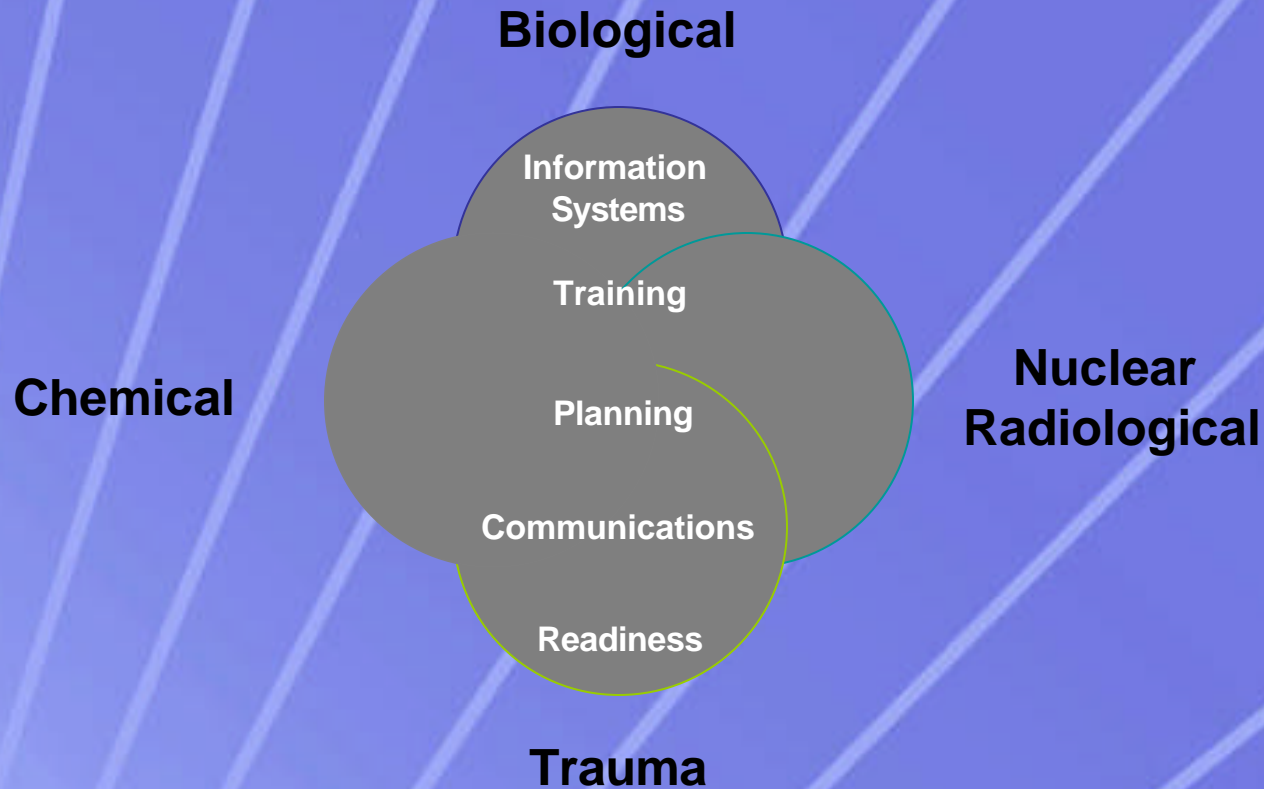 Biological
Information
Systems
Training
Chemical
Planning
Nuclear
Radiological
Communications
Readiness
Trauma